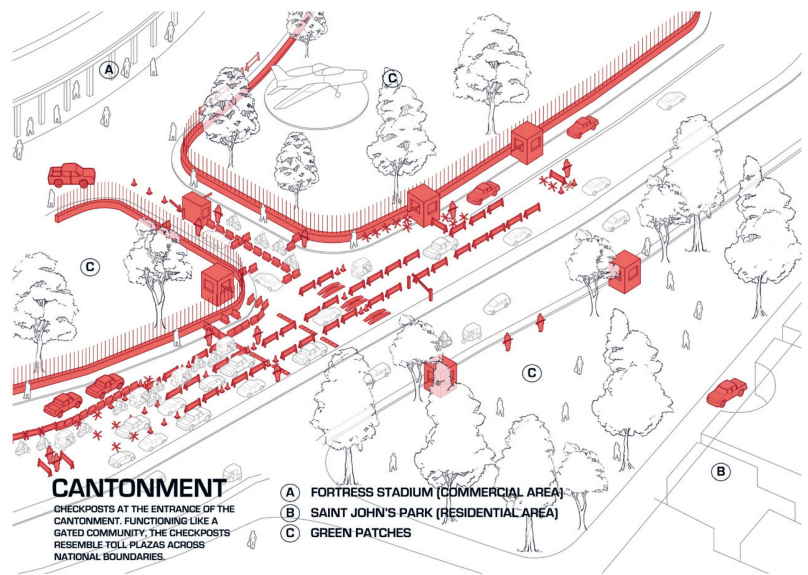 A
C
C
C
B
CANTONMENT
CHECKPOSTS AT THE ENTRANCE OF THE
CANTONMENT. FUNCTIONING LIKE A
GATED COMMUNITY, THE CHECKPOSTS
RESEMBLE TOLL PLAZAS ACROSS
NATIONAL BOUNDARIES.
A FORTRESS STADIUM (COMMERCIAL AREA)
B SAINT JOHN'S PARK (RESIDENTIAL AREA)
C GREEN PATCHES